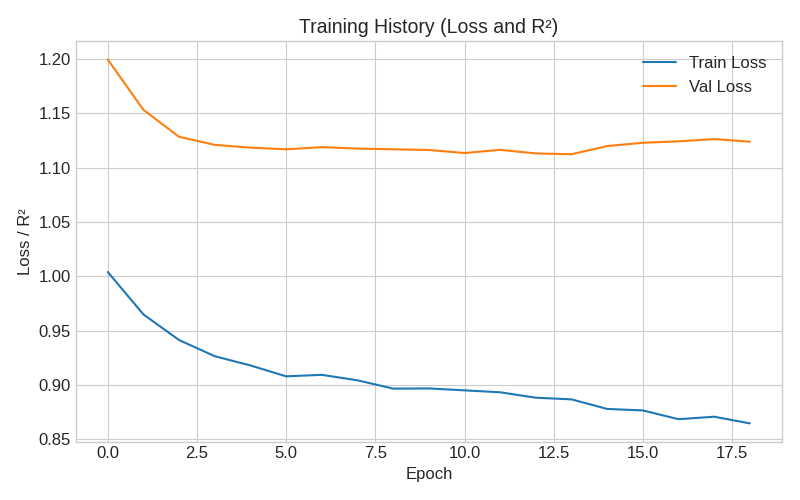 Training History (Loss and R²)
Train Loss
Val Loss
1.20
1.15
1.10
1.05
1.00
0.95
0.90
0.85
Loss / R²
0.0 2.5 5.0 7.5 10.0 12.5 15.0 17.5
Epoch